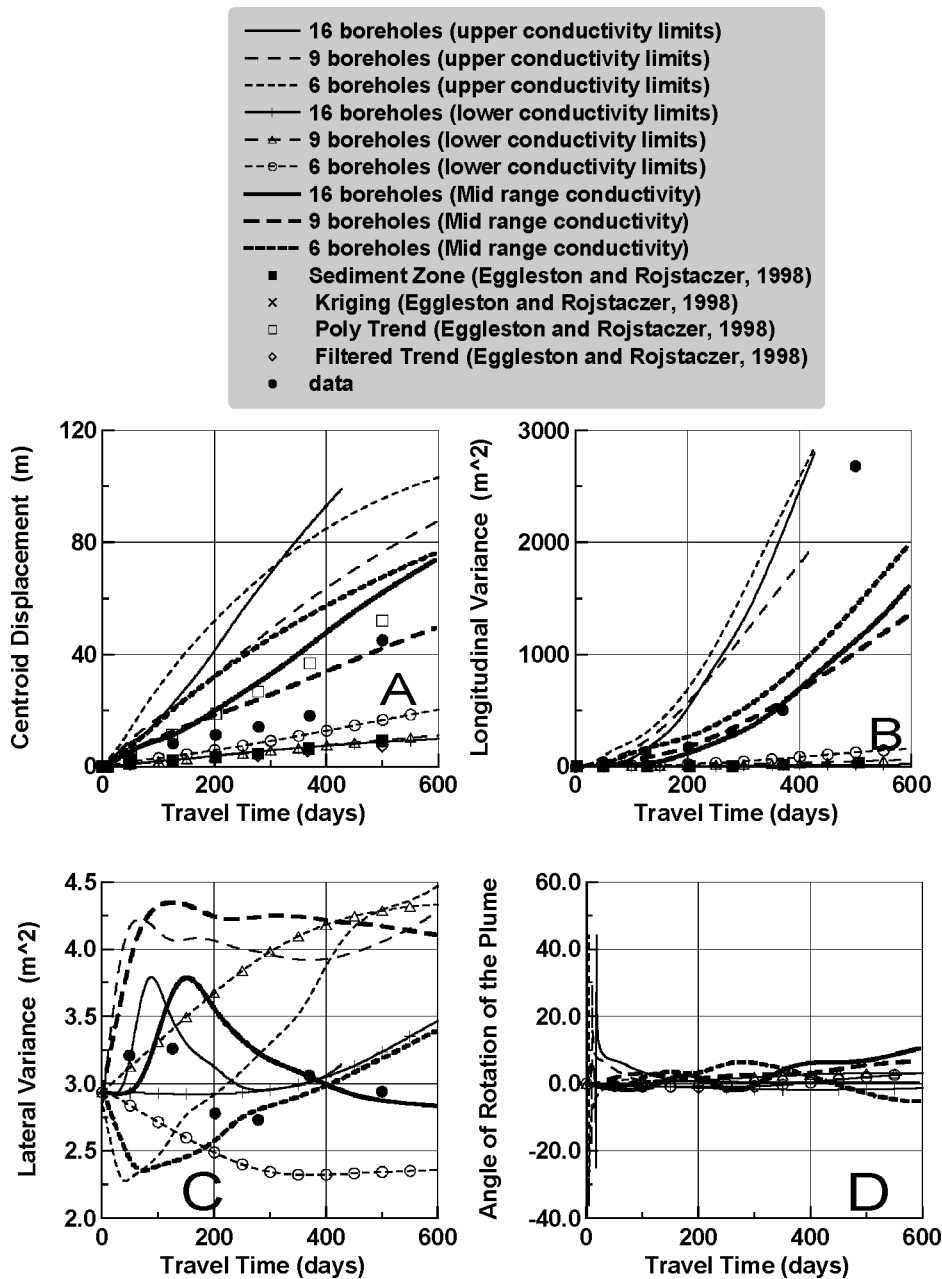 16 boreholes (upper conductivity limits)
9 boreholes (upper conductivity limits)
6 boreholes (upper conductivity limits)
16 boreholes (lower conductivity limits)
9 boreholes (lower conductivity limits)
6 boreholes (lower conductivity limits)
16 boreholes (Mid range conductivity)
9 boreholes (Mid range conductivity)
6 boreholes (Mid range conductivity)
Sediment Zone (Eggleston and Rojstaczer, 1998)
Kriging (Eggleston and Rojstaczer, 1998)
Poly Trend (Eggleston and Rojstaczer, 1998)
Filtered Trend (Eggleston and Rojstaczer, 1998)
data
Centroid Displacement (m)
120
80
40
0
A
0 200 400 600
Travel Time (days)
Longitudinal Variance (m^2)
3000
2000
1000
0
B
0 200 400 600
Travel Time (days)
Lateral Variance (m^2)
4.5
4.0
3.5
3.0
2.5
2.0
C
0 200 400 600
Travel Time (days)
Angle of Rotation of the Plume
60.0
40.0
20.0
0.0
-20.0
-40.0
D
0 200 400 600
Travel Time (days)